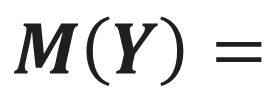 M(Y) =